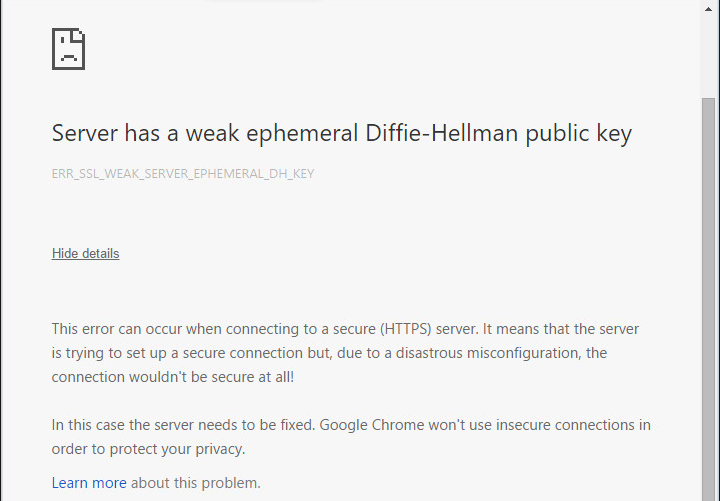 Server has a weak ephemeral Diffie-Hellman public key
ERR_SSL_WEAK_SERVER_EPHEMERAL_DH_KEY
Hide details
This error can occur when connecting to a secure (HTTPS) server. It means that the server
is trying to set up a secure connection but, due to a disastrous misconfiguration, the
connection wouldn't be secure at all!
In this case the server needs to be fixed. Google Chrome won't use insecure connections in
order to protect your privacy.
Learn more about this problem.